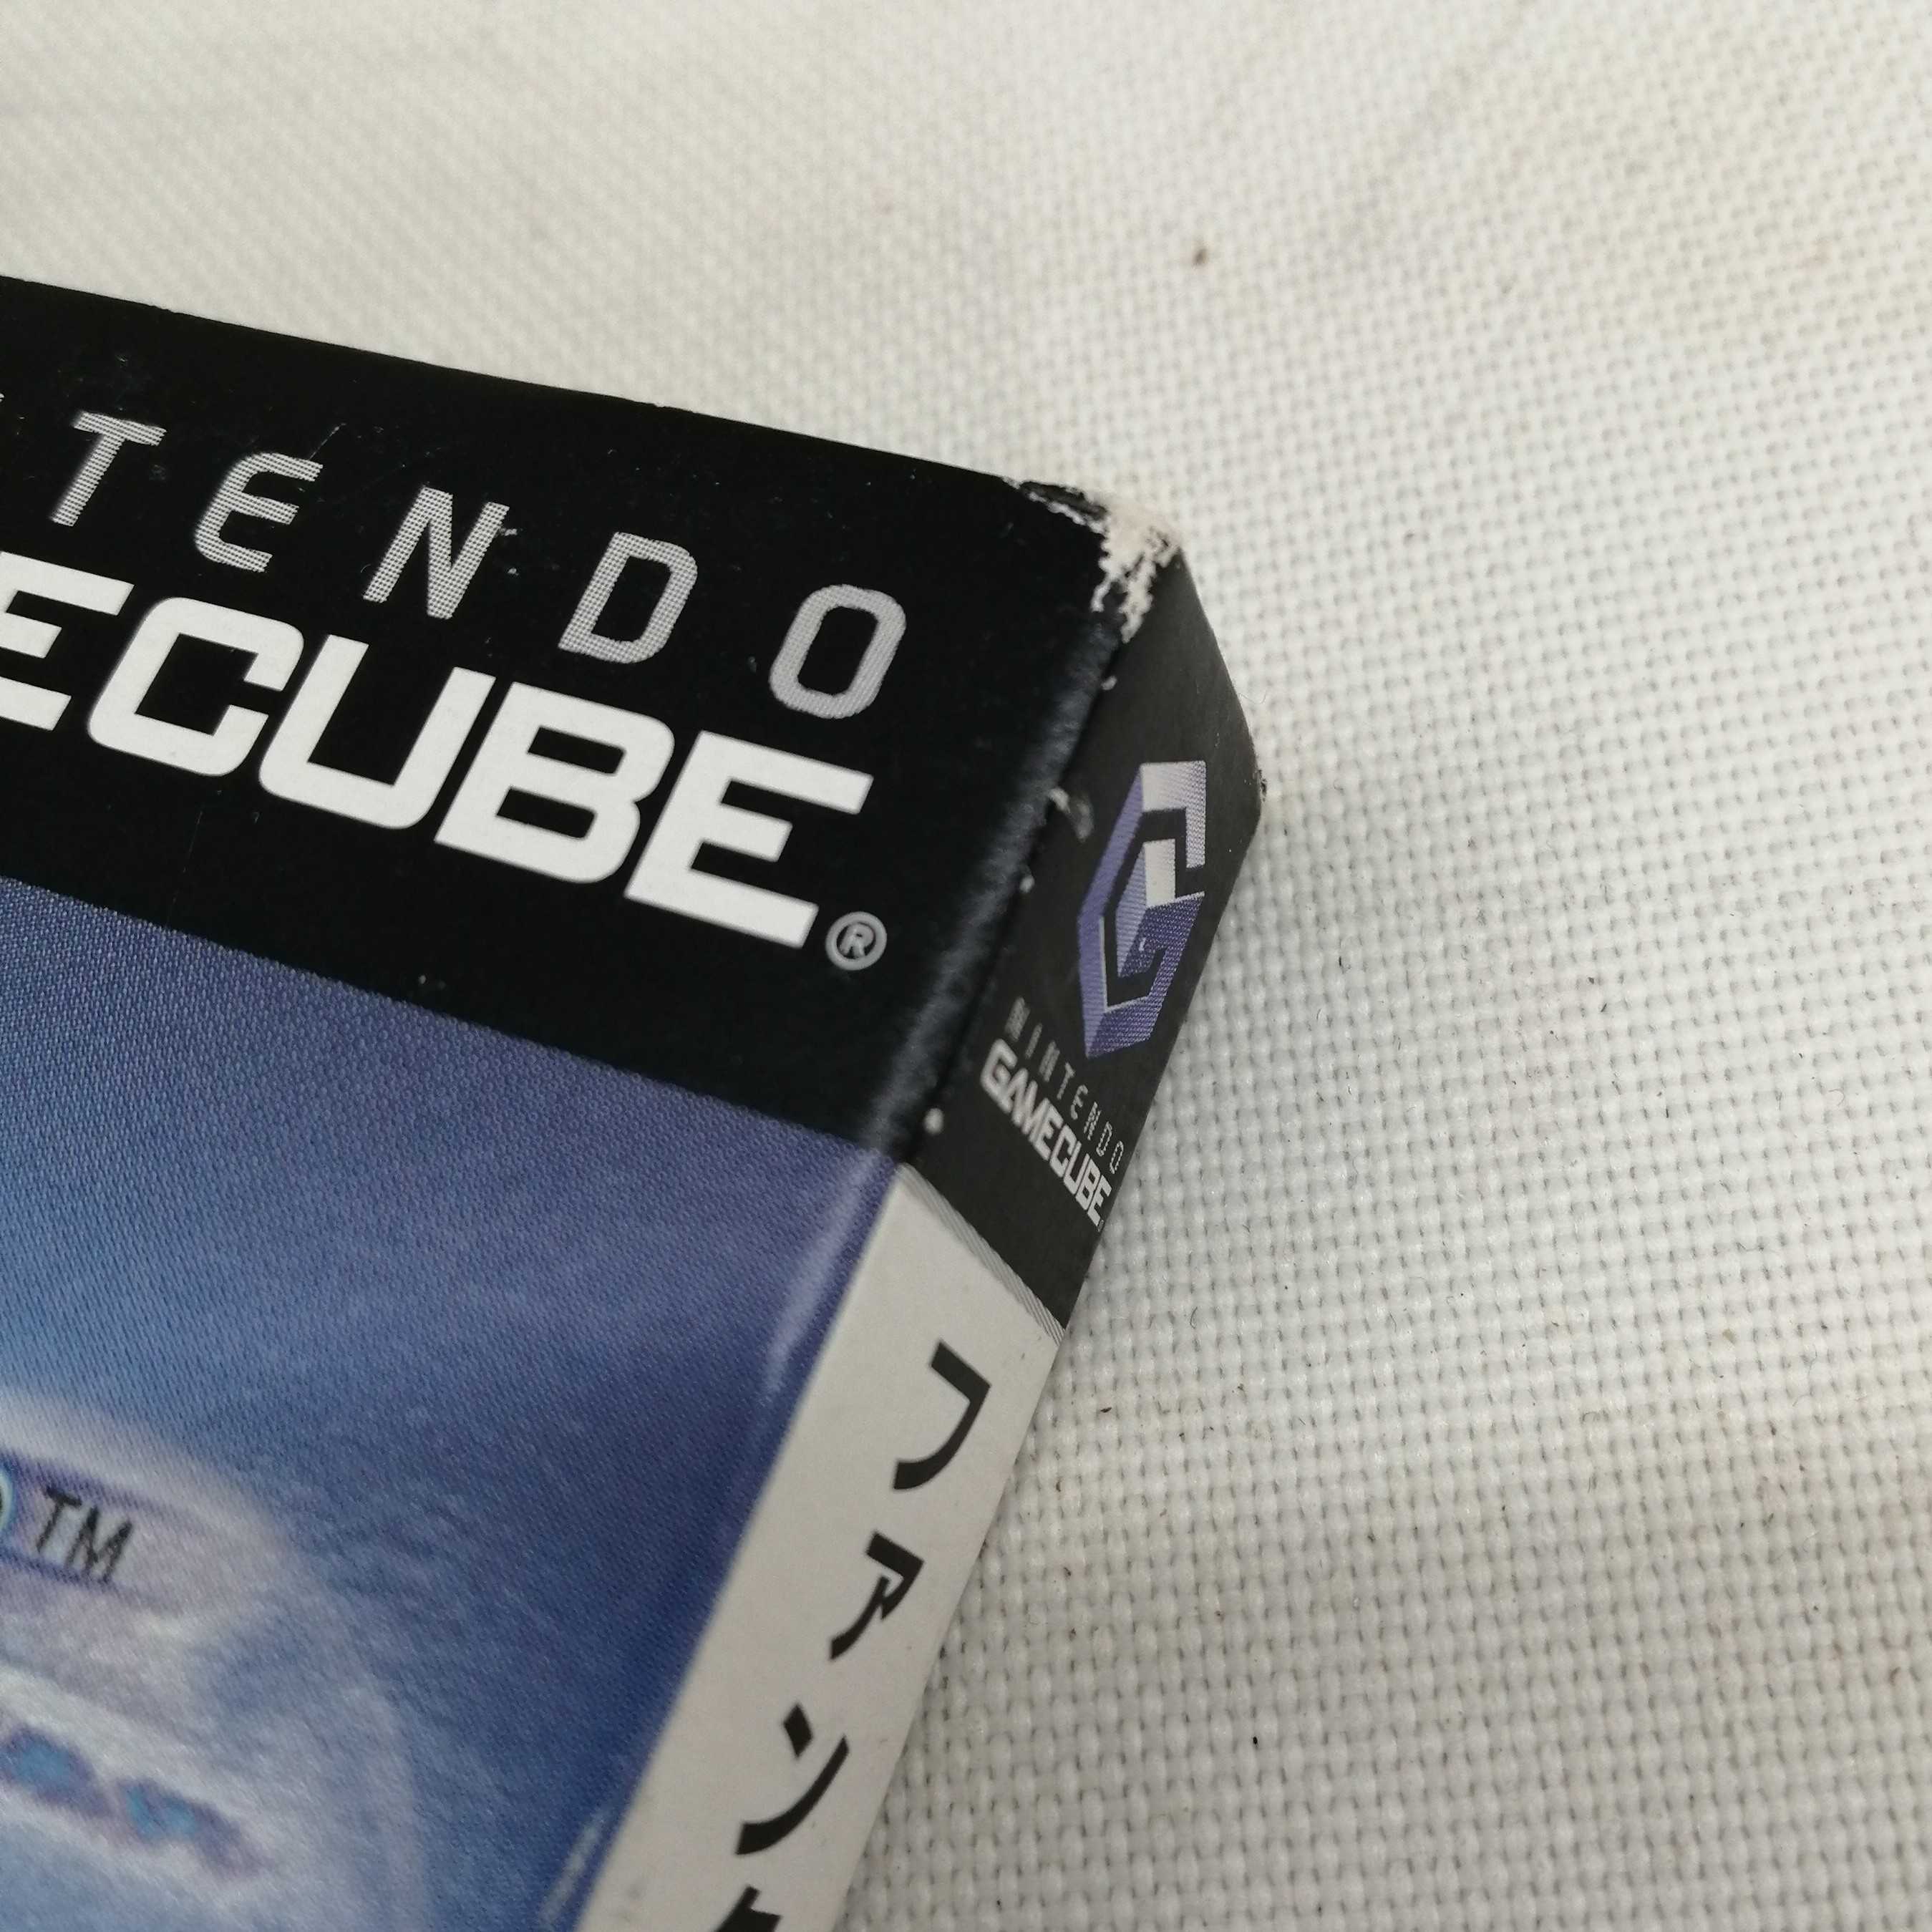 NTENDO
ECUBE®
TM
NINTENDO
GAMECUBE
ファン